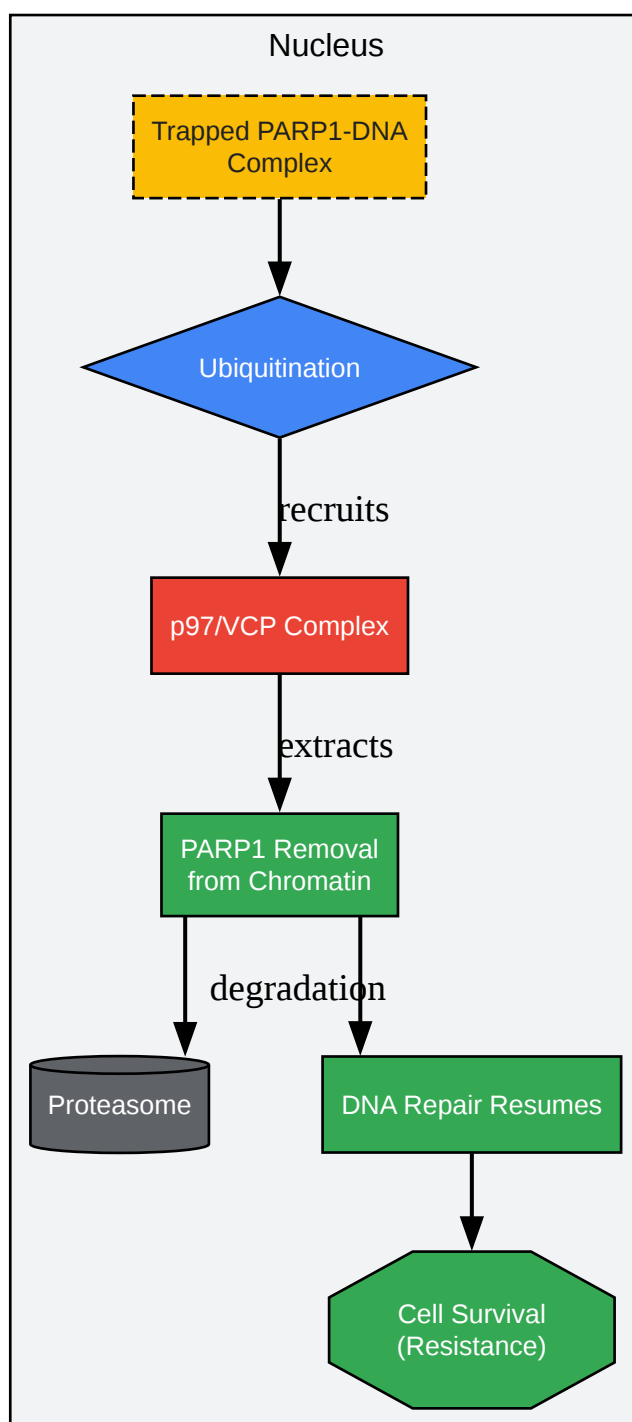 Nucleus
Trapped PARP1-DNA
Complex
Ubiquitination
recruits
p97/VCP Complex
extracts
PARP1 Removal
from Chromatin
degradation
Proteasome
DNA Repair Resumes
Cell Survival
(Resistance)